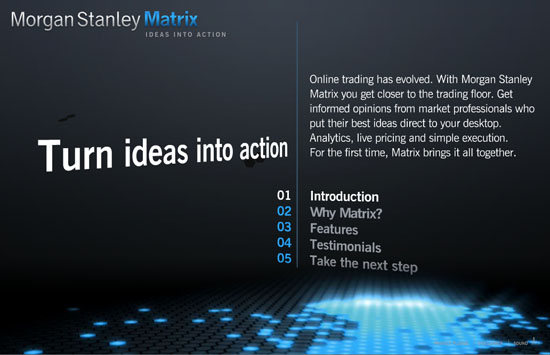 Morgan Stanley Matrix
IDEAS INTO ACTION
Online trading has evolved. With Morgan Stanley
Matrix you get closer to the trading floor. Get
informed opinions from market professionals who
put their best ideas direct to your desktop.
Analytics, live pricing and simple execution.
For the first time, Matrix brings it all together.
Turn ideas into action
01 Introduction
02 Why Matrix?
03 Features
04 Testimonials
05 Take the next step
SOUND